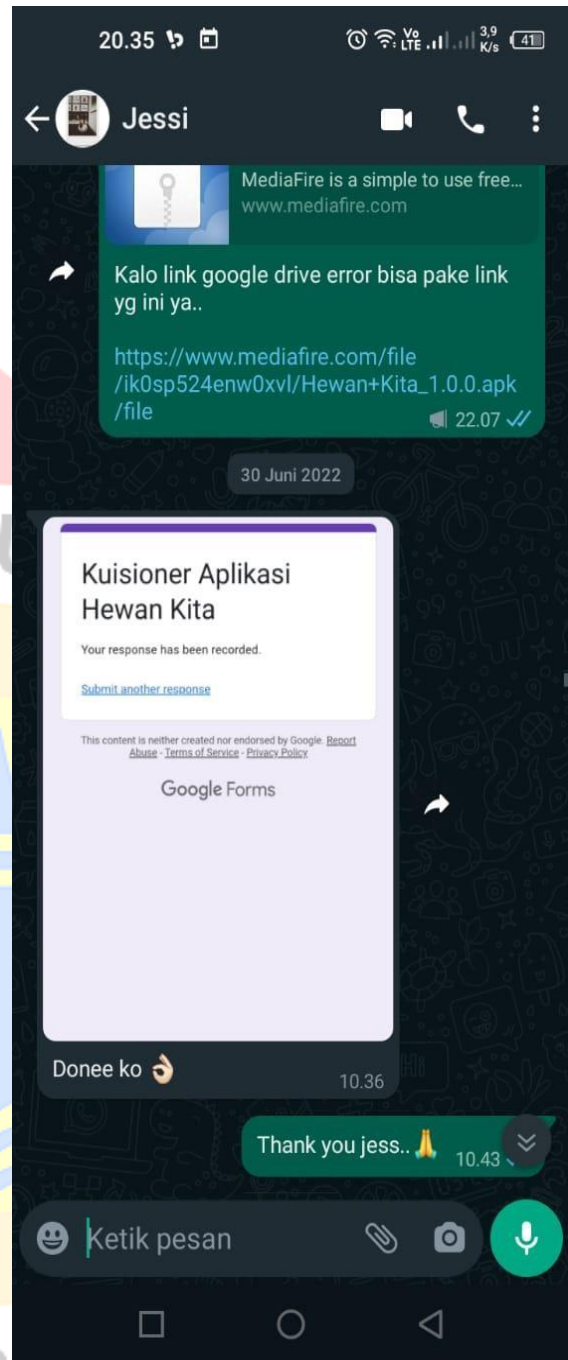 20.35
Vo LTE 3,9 K/s 41
Jessi
MediaFire is a simple to use free...
www.mediafire.com
Kalo link google drive error bisa pake link
yg ini ya..
https://www.mediafire.com/file
/ik0sp524enw0xvl/Hewan+Kita_1.0.0.apk
/file
22.07
30 Juni 2022
Kuisioner Aplikasi
Hewan Kita
Your response has been recorded.
Submit another response
This content is neither created nor endorsed by Google. Report
Abuse - Terms of Service - Privacy Policy
Google Forms
Donee ko 👌🏻
10.36
Thank you jess.. 🙏
10.43
Ketik pesan